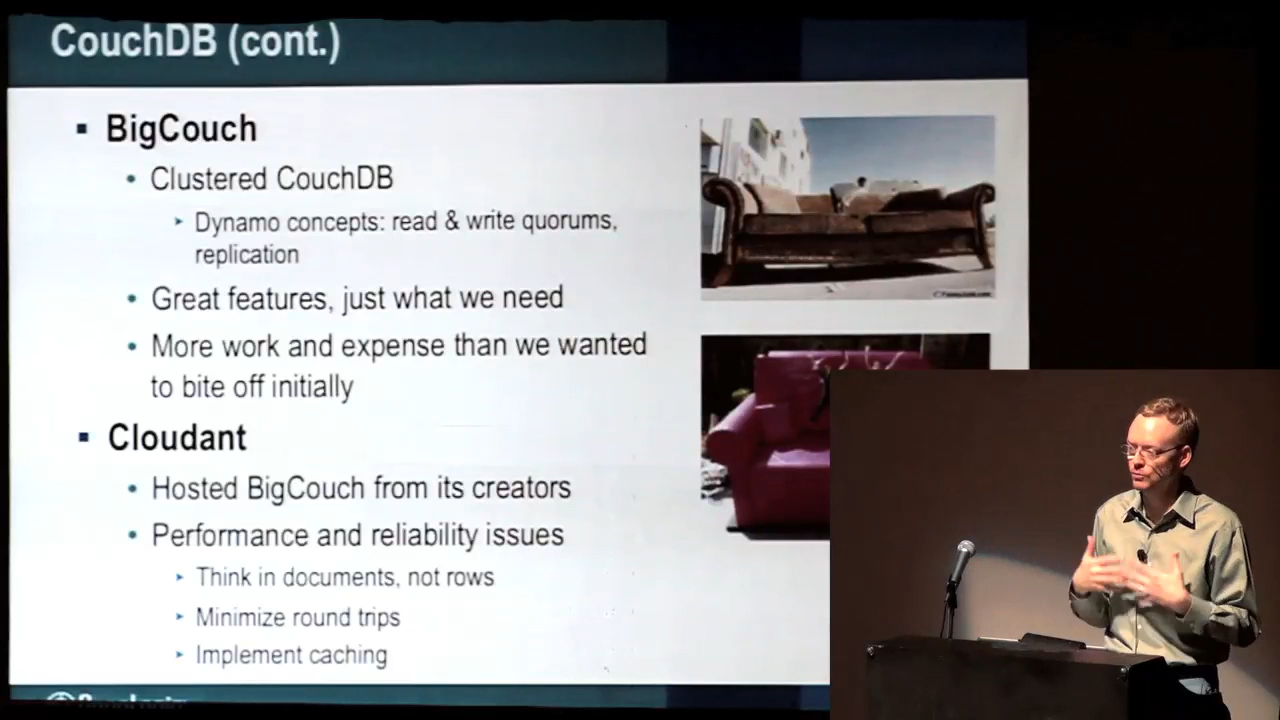 CouchDB (cont.)
BigCouch
Clustered CouchDB
Dynamo concepts: read & write quorums,
replication
Great features, just what we need
More work and expense than we wanted
to bite off initially
Cloudant
Hosted BigCouch from its creators
Performance and reliability issues
Think in documents, not rows
Minimize round trips
Implement caching